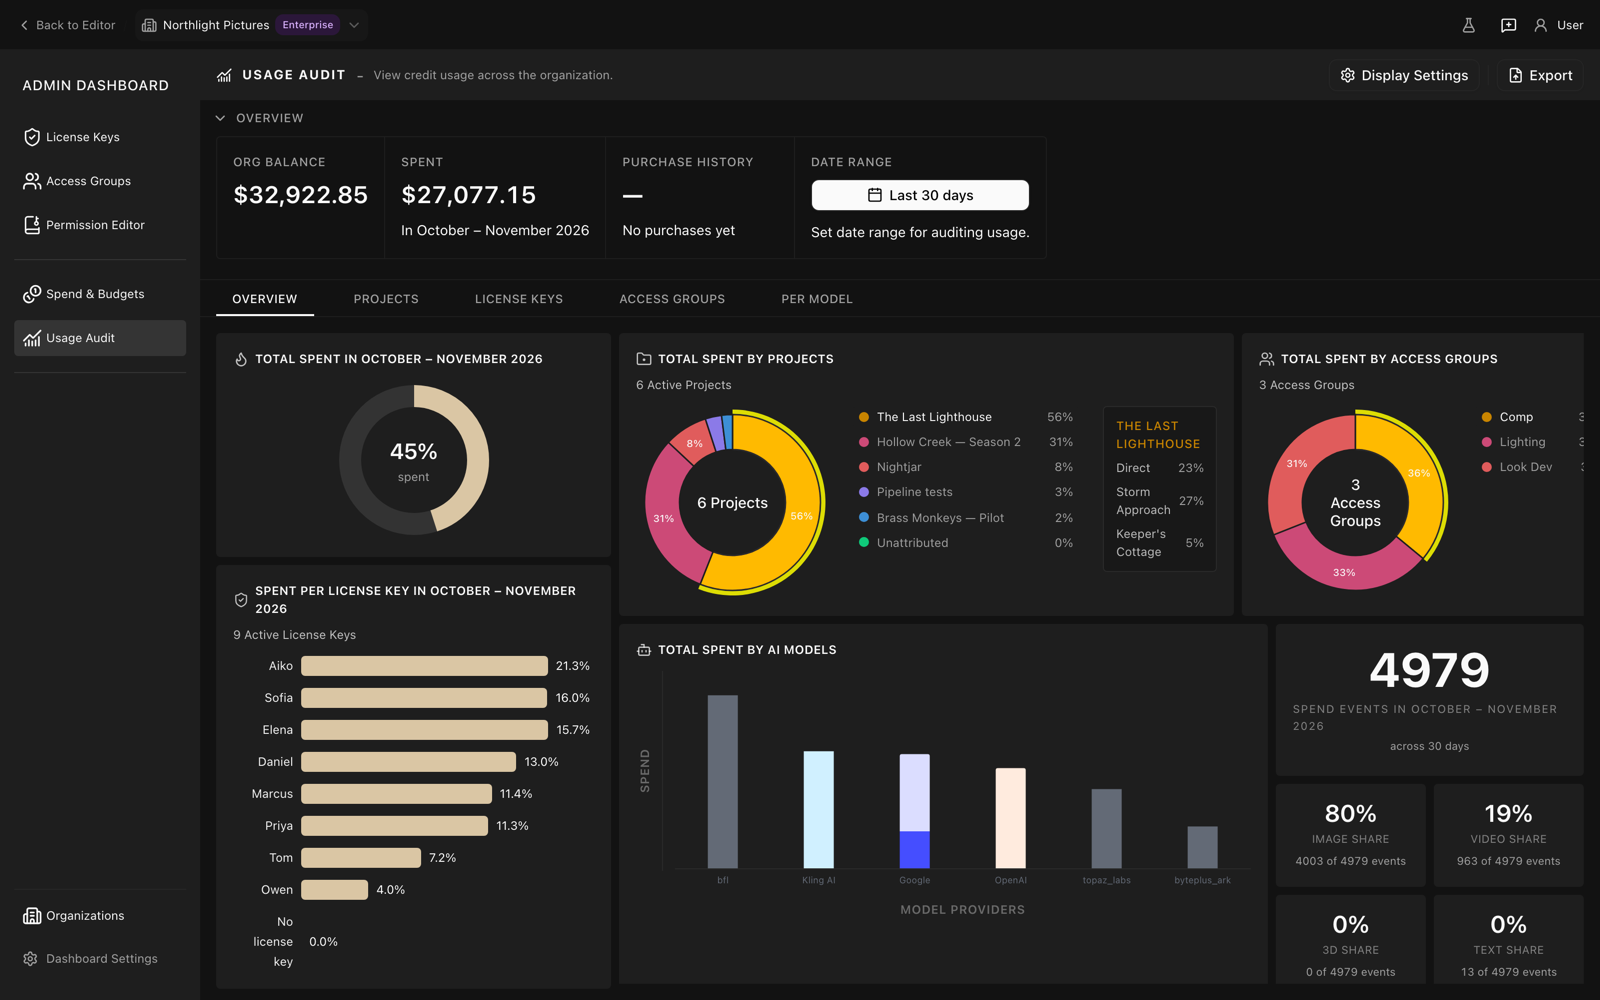 Back to Editor
Northlight Pictures
Enterprise
User
ADMIN DASHBOARD
License Keys
Access Groups
Permission Editor
Spend & Budgets
Usage Audit
Organizations
Dashboard Settings
USAGE AUDIT – View credit usage across the organization.
Display Settings
Export
OVERVIEW
ORG BALANCE
$32,922.85
SPENT
$27,077.15
In October – November 2026
PURCHASE HISTORY
—
No purchases yet
DATE RANGE
Last 30 days
Set date range for auditing usage.
OVERVIEW
PROJECTS
LICENSE KEYS
ACCESS GROUPS
PER MODEL
TOTAL SPENT IN OCTOBER – NOVEMBER 2026
45%
spent
SPENT PER LICENSE KEY IN OCTOBER – NOVEMBER
2026
9 Active License Keys
Aiko 21.3%
Sofia 16.0%
Elena 15.7%
Daniel 13.0%
Marcus 11.4%
Priya 11.3%
Tom 7.2%
Owen 4.0%
No
license 0.0%
key
TOTAL SPENT BY PROJECTS
6 Active Projects
8%
31%
56%
6 Projects
The Last Lighthouse 56%
Hollow Creek — Season 2 31%
Nightjar 8%
Pipeline tests 3%
Brass Monkeys — Pilot 2%
Unattributed 0%
THE LAST
LIGHTHOUSE
Direct 23%
Storm
Approach 27%
Keeper's
Cottage 5%
TOTAL SPENT BY ACCESS GROUPS
3 Access Groups
31%
36%
33%
3
Access
Groups
Comp
Lighting
Look Dev
TOTAL SPENT BY AI MODELS
SPEND
bfl
Kling AI
Google
OpenAI
topaz_labs
byteplus_ark
MODEL PROVIDERS
4979
SPEND EVENTS IN OCTOBER – NOVEMBER
2026
across 30 days
80%
IMAGE SHARE
4003 of 4979 events
19%
VIDEO SHARE
963 of 4979 events
0%
3D SHARE
0 of 4979 events
0%
TEXT SHARE
13 of 4979 events